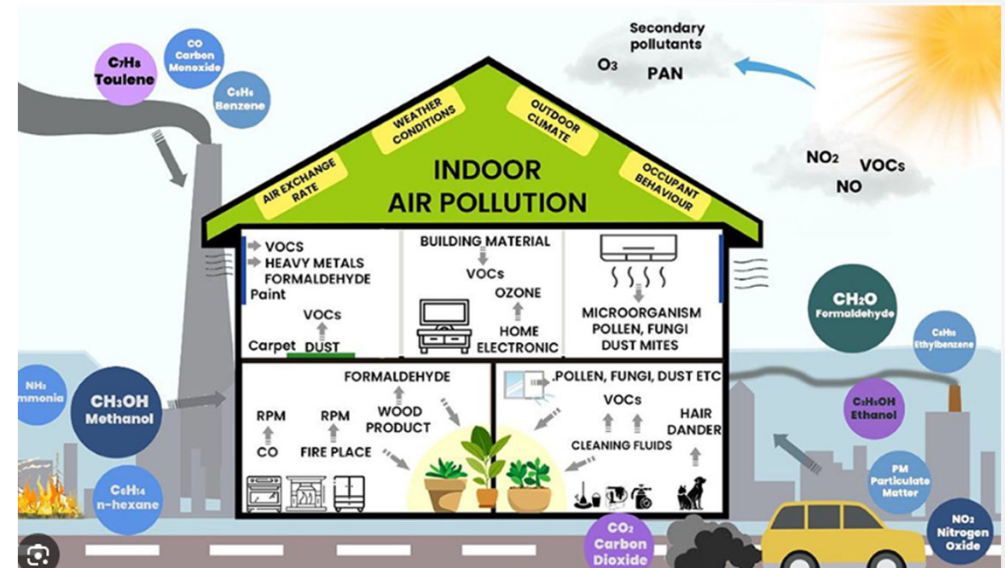 Secondary
pollutants
O₃
PAN
CO
Carbon
Monoxide
C₇H₈
Toulene
C₆H₆
Benzene
WEATHER
CONDITIONS
OUTDOOR
CLIMATE
AIR EXCHANGE
RATE
OCCUPANT
BEHAVIOUR
INDOOR
AIR POLLUTION
NO₂
VOCs
NO
VOCS
HEAVY METALS
FORMALDEHYDE
Paint
VOCs
Carpet DUST
BUILDING MATERIAL
VOCs
OZONE
HOME
ELECTRONIC
MICROORGANISM
POLLEN, FUNGI
DUST MITES
CH₂O
Formaldehyde
Ethylbenzene
NH₃
mmonia
CH₃OH
Methanol
C₆H₁₄
n-hexane
FORMALDEHYDE
RPM
RPM
WOOD
PRODUCT
CO
FIRE PLACE
.POLLEN, FUNGI, DUST ETC
VOCs
HAIR
DANDER
CLEANING FLUIDS
C₂H₅OH
Ethanol
PM
Particulate
Matter
CO₂
Carbon
Dioxide
NO₂
Nitrogen
Oxide